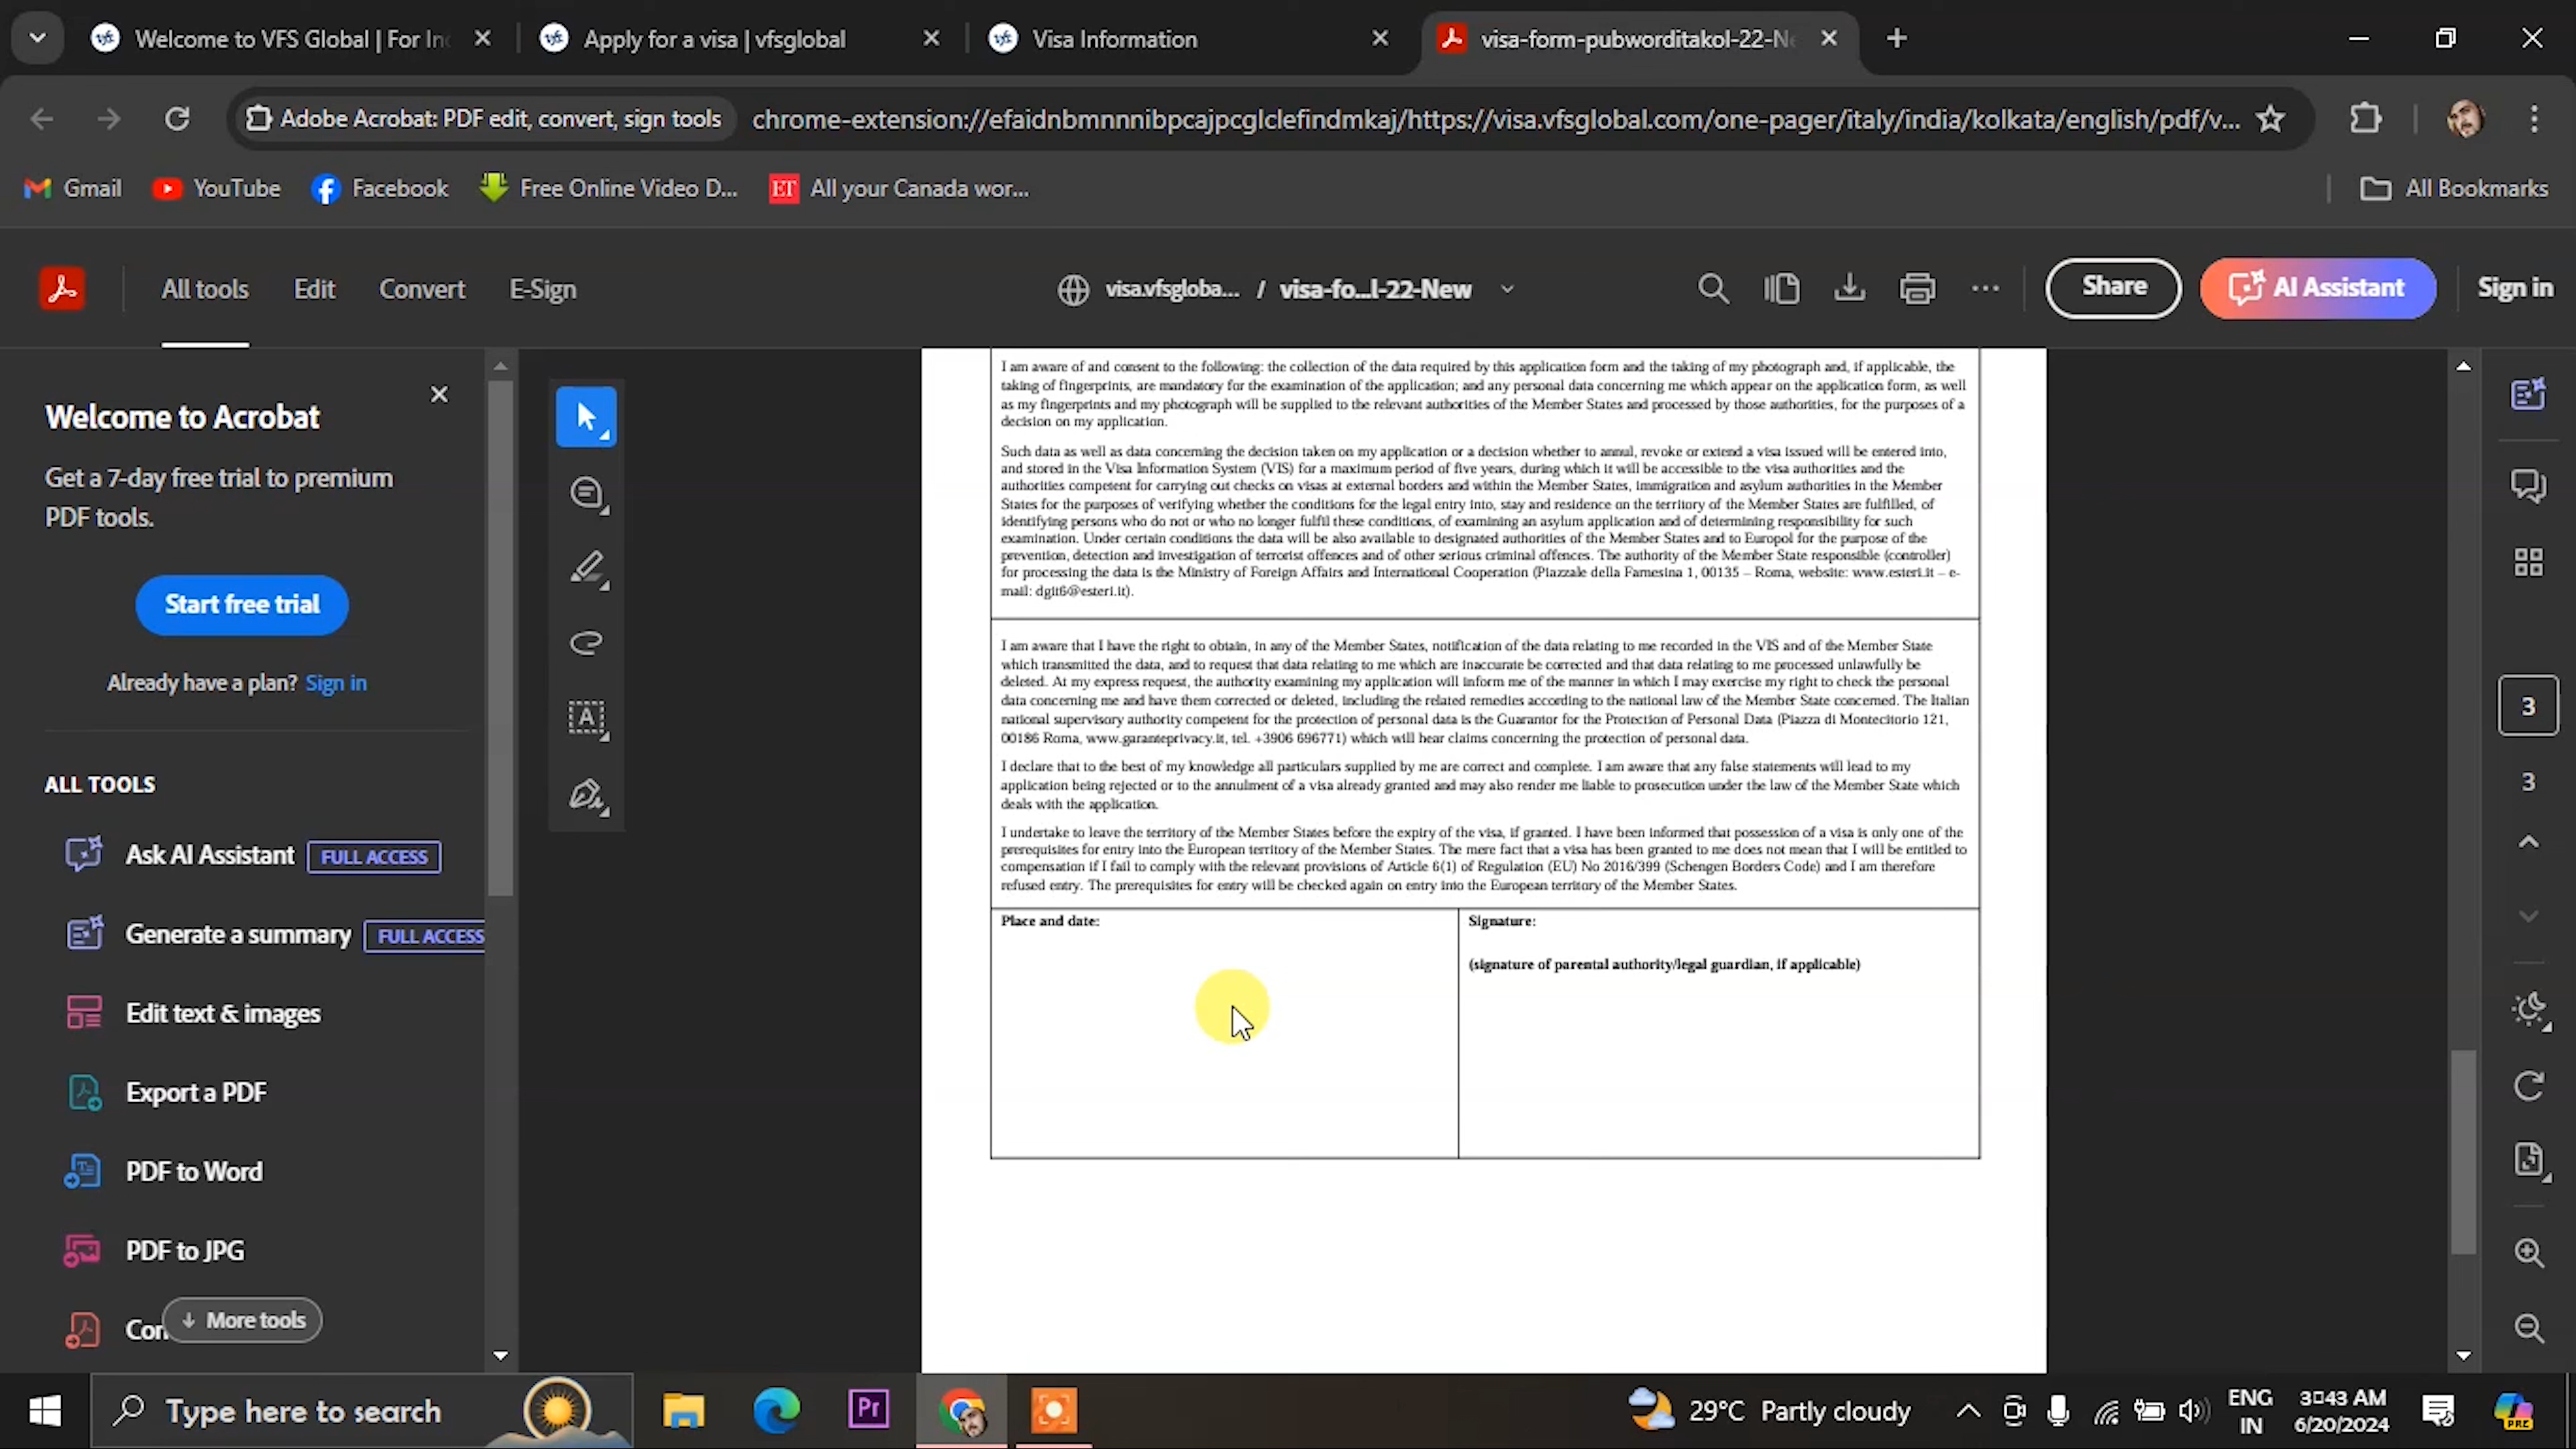 Welcome to VFS Global | For In
Apply for a visa | vfsglobal
Visa Information
visa-form-pubworditakol-22-Ne
Adobe Acrobat: PDF edit, convert, sign tools
chrome-extension://efaidnbmnnnibpcajpcglclefindmkaj/https://visa.vfsglobal.com/one-pager/italy/india/kolkata/english/pdf/v...
Gmail
YouTube
Facebook
Free Online Video D...
ET
All your Canada wor...
All Bookmarks
All tools
Edit
Convert
E-Sign
visa.vfsgloba... / visa-fo...l-22-New
Share
AI Assistant
Sign in
Welcome to Acrobat
Get a 7-day free trial to premium
PDF tools.
Start free trial
Already have a plan? Sign in
ALL TOOLS
Ask AI Assistant FULL ACCESS
Generate a summary FULL ACCESS
Edit text & images
Export a PDF
PDF to Word
PDF to JPG
Con
More tools
I am aware of and consent to the following: the collection of the data required by this application form and the taking of my photograph and, if applicable, the
taking of fingerprints, are mandatory for the examination of the application; and any personal data concerning me which appear on the application form, as well
as my fingerprints and my photograph will be supplied to the relevant authorities of the Member States and processed by those authorities, for the purposes of a
decision on my application.
Such data as well as data concerning the decision taken on my application or a decision whether to annul, revoke or extend a visa issued will be entered into,
and stored in the Visa Information System (VIS) for a maximum period of five years, during which it will be accessible to the visa authorities and the
authorities competent for carrying out checks on visas at external borders and within the Member States, immigration and asylum authorities in the Member
States for the purposes of verifying whether the conditions for the legal entry into, stay and residence on the territory of the Member States are fulfilled, of
identifying persons who do not or who no longer fulfil these conditions, of examining an asylum application and of determining responsibility for such
examination. Under certain conditions the data will be also available to designated authorities of the Member States and to Europol for the purpose of the
prevention, detection and investigation of terrorist offences and of other serious criminal offences. The authority of the Member State responsible (controller)
for processing the data is the Ministry of Foreign Affairs and International Cooperation (Piazzale della Farnesina 1, 00135 – Roma, website: www.esteri.it – e-
mail: dgit6@esteri.it).
I am aware that I have the right to obtain, in any of the Member States, notification of the data relating to me recorded in the VIS and of the Member State
which transmitted the data, and to request that data relating to me which are inaccurate be corrected and that data relating to me processed unlawfully be
deleted. At my express request, the authority examining my application will inform me of the manner in which I may exercise my right to check the personal
data concerning me and have them corrected or deleted, including the related remedies according to the national law of the Member State concerned. The Italian
national supervisory authority competent for the protection of personal data is the Guarantor for the Protection of Personal Data (Piazza di Montecitorio 121,
00186 Roma, www.garanteprivacy.it, tel. +3906 696771) which will hear claims concerning the protection of personal data.
I declare that to the best of my knowledge all particulars supplied by me are correct and complete. I am aware that any false statements will lead to my
application being rejected or to the annulment of a visa already granted and may also render me liable to prosecution under the law of the Member State which
deals with the application.
I undertake to leave the territory of the Member States before the expiry of the visa, if granted. I have been informed that possession of a visa is only one of the
prerequisites for entry into the European territory of the Member States. The mere fact that a visa has been granted to me does not mean that I will be entitled to
compensation if I fail to comply with the relevant provisions of Article 6(1) of Regulation (EU) No 2016/399 (Schengen Borders Code) and I am therefore
refused entry. The prerequisites for entry will be checked again on entry into the European territory of the Member States.
Place and date:
Signature:
(signature of parental authority/legal guardian, if applicable)
3
3
Type here to search
Pr
29°C Partly cloudy
ENG
IN
3:43 AM
6/20/2024
PRE